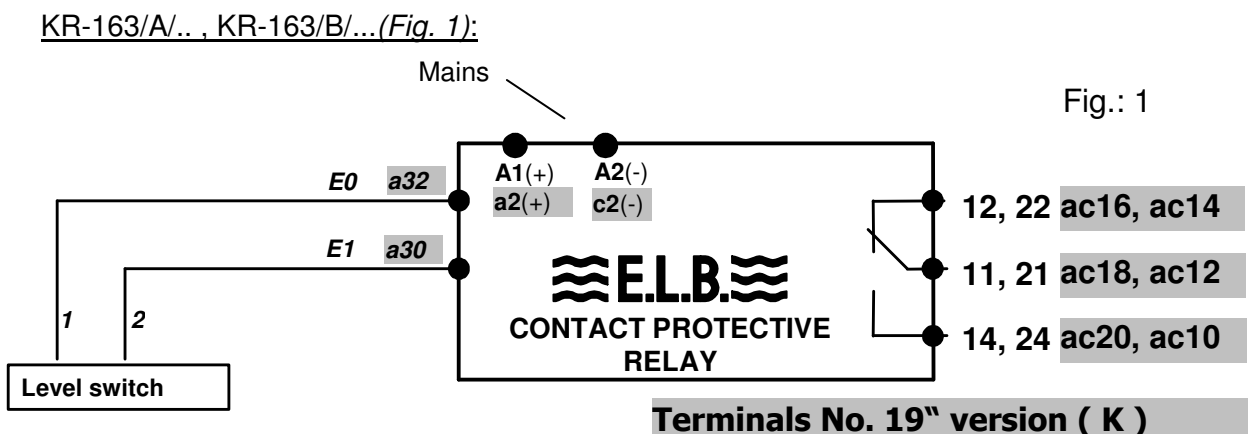 KR-163/A/.. , KR-163/B/...(Fig. 1):
Mains
Fig.: 1
A1(+) A2(-)
E0 a32
a2(+) c2(-)
12, 22 ac16, ac14
E1 a30
E.L.B.
11, 21 ac18, ac12
1 2
CONTACT PROTECTIVE
RELAY
14, 24 ac20, ac10
Level switch
Terminals No. 19“ version ( K )